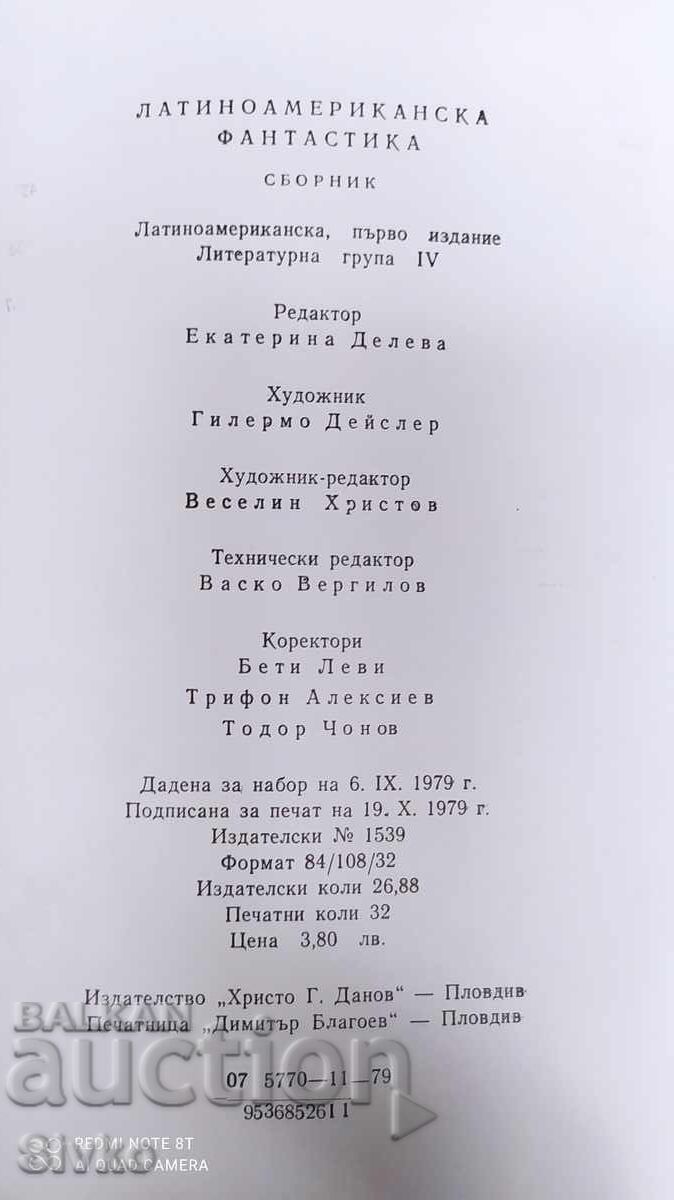 ЛАТИНОАМЕРИКАНСКА
ФАНТАСТИКА
СБОРНИК
Латиноамериканска, първо издание
Литературна група IV
Редактор
Екатерина Делева
Художник
Гилермо Дейслер
Художник-редактор
Веселин Христов
Технически редактор
Васко Вергилов
Коректори
Бети Леви
Трифон Алексиев
Тодор Чонов
Дадена за набор на 6. IX. 1979 г.
Подписана за печат на 19. X. 1979 г.
Издателски № 1539
Формат 84/108/32
Издателски коли 26,88
Печатни коли 32
Цена 3,80 лв.
Издателство „Христо Г. Данов“ — Пловдив
Печатница „Димитър Благоев“ — Пловдив
07 5770—11—79
9536852611
BALKAN
auction
REDMI NOTE 8T
AI QUAD CAMERA
Sivko